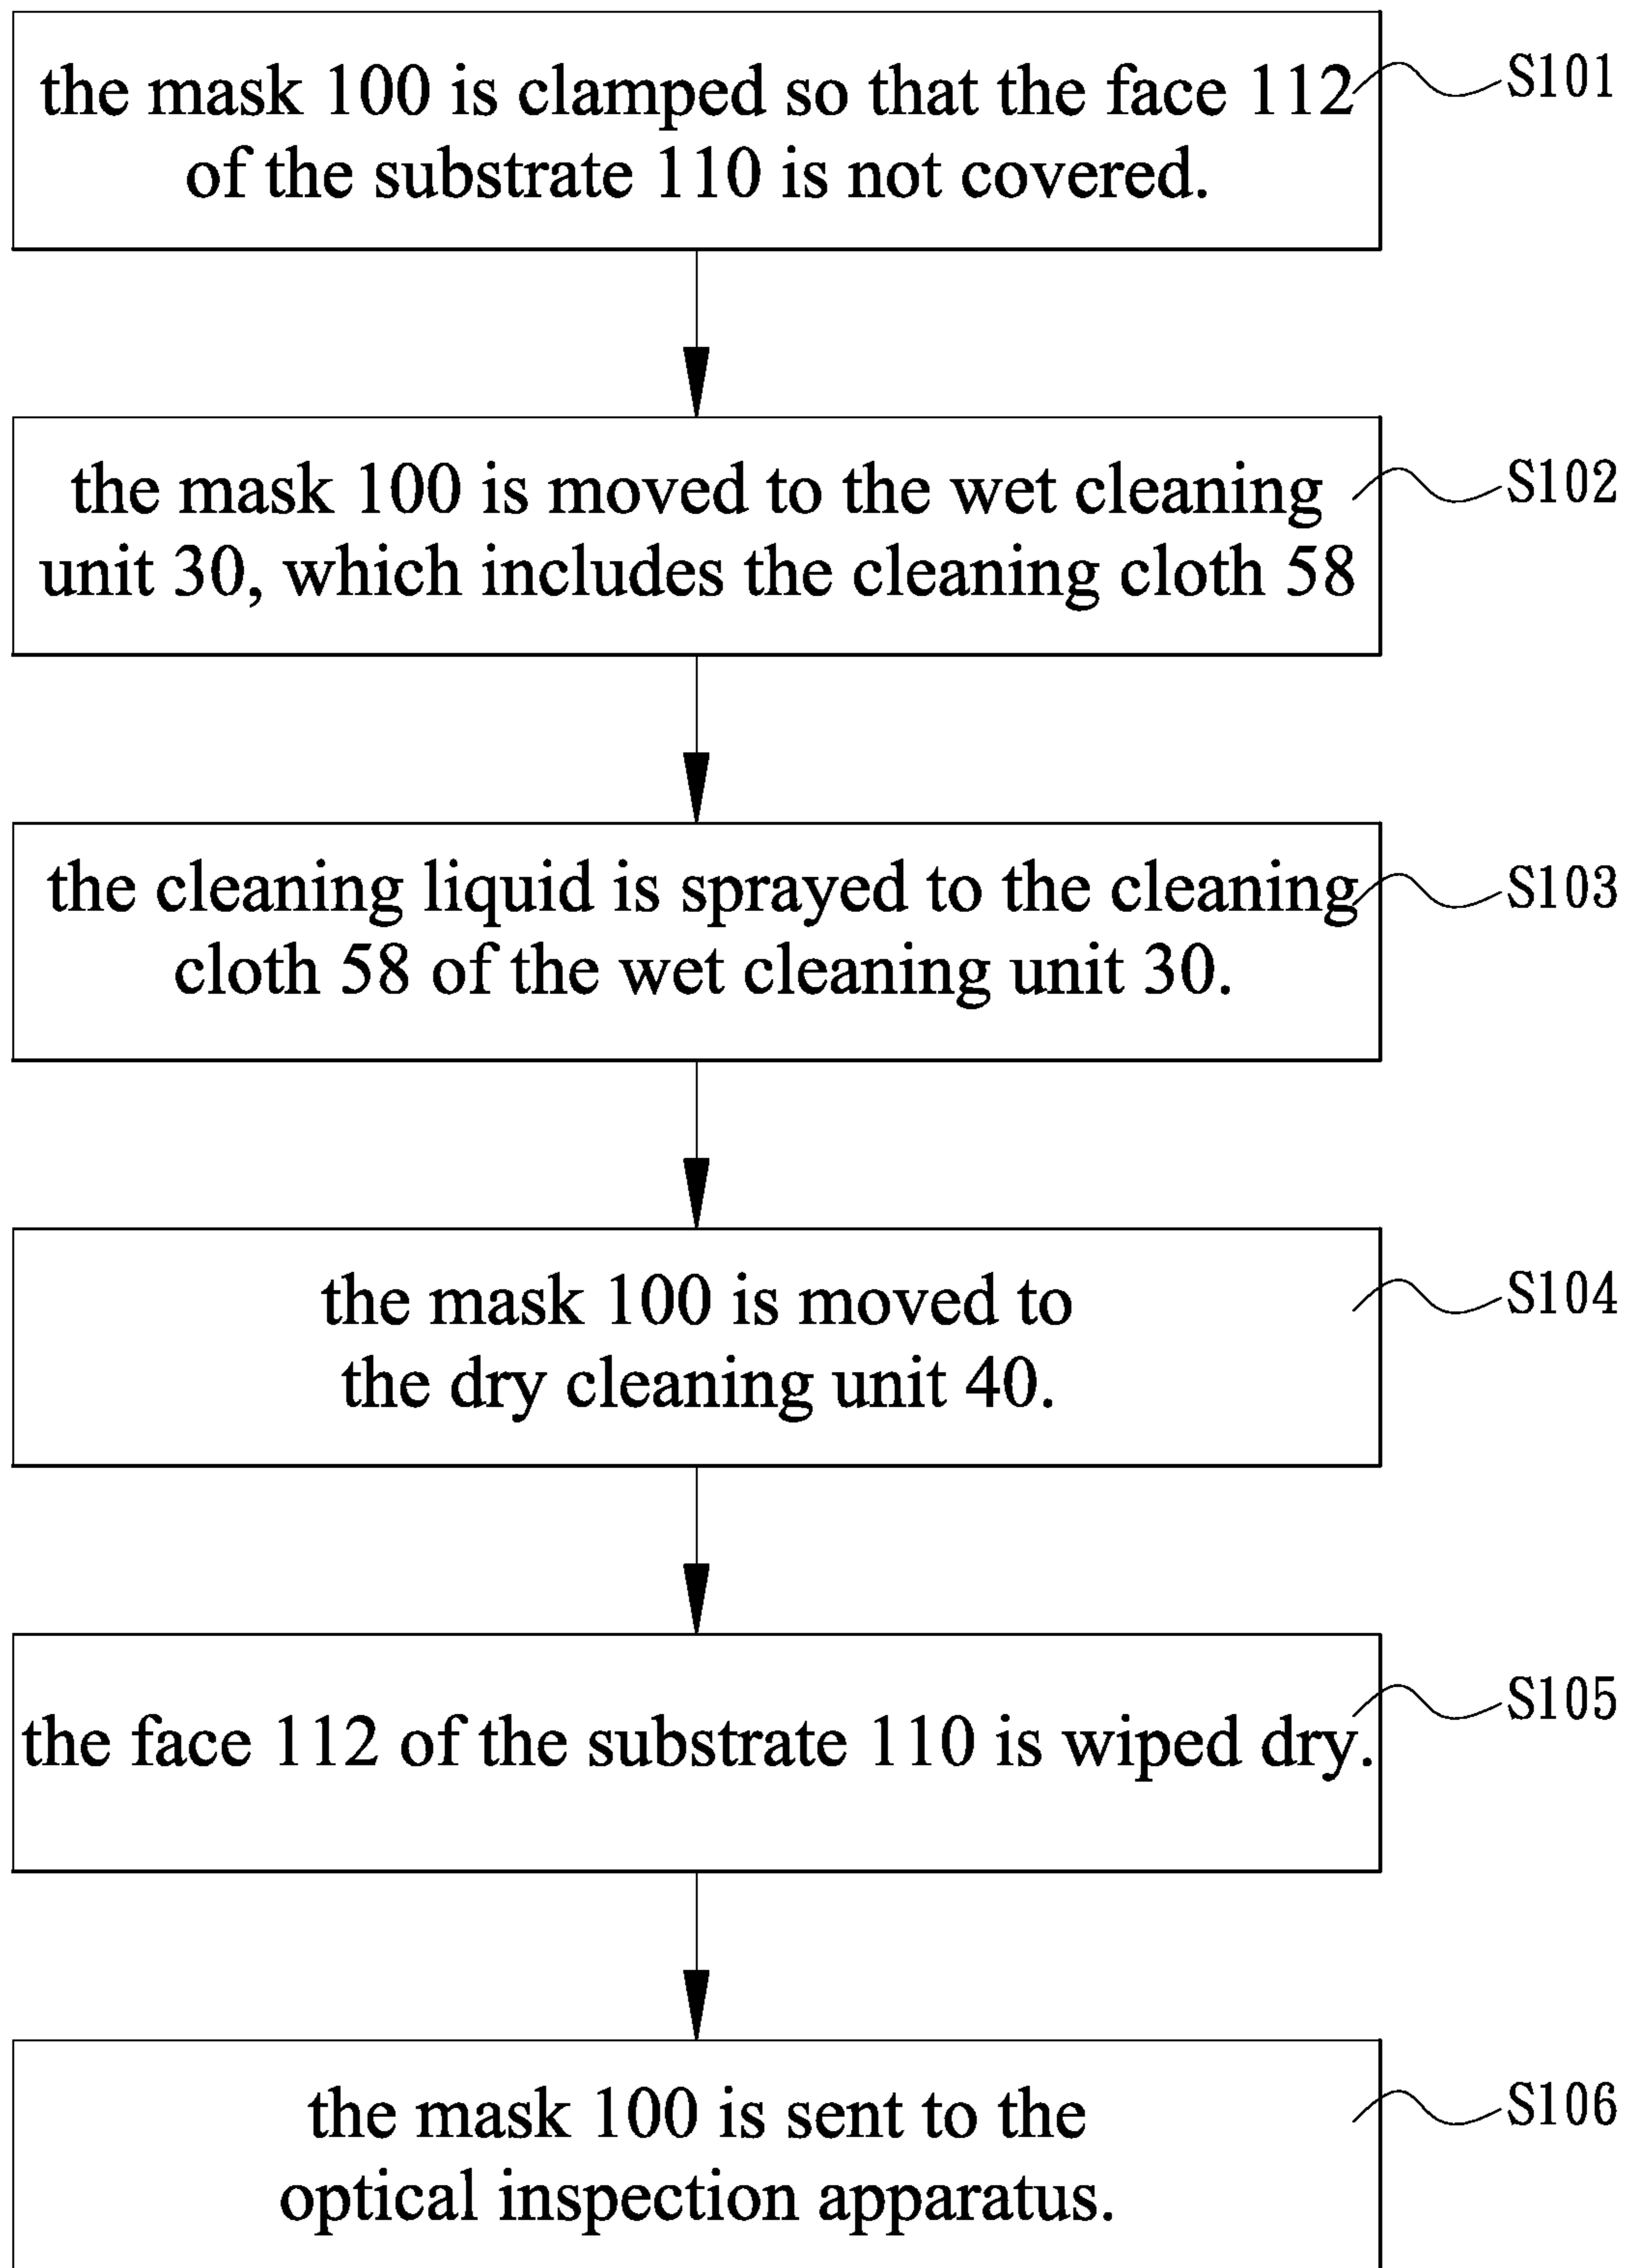 the mask 100 is clamped so that the face 112
of the substrate 110 is not covered.
S101
the mask 100 is moved to the wet cleaning
unit 30, which includes the cleaning cloth 58
S102
the cleaning liquid is sprayed to the cleaning
cloth 58 of the wet cleaning unit 30.
S103
the mask 100 is moved to
the dry cleaning unit 40.
S104
the face 112 of the substrate 110 is wiped dry.
S105
the mask 100 is sent to the
optical inspection apparatus.
S106